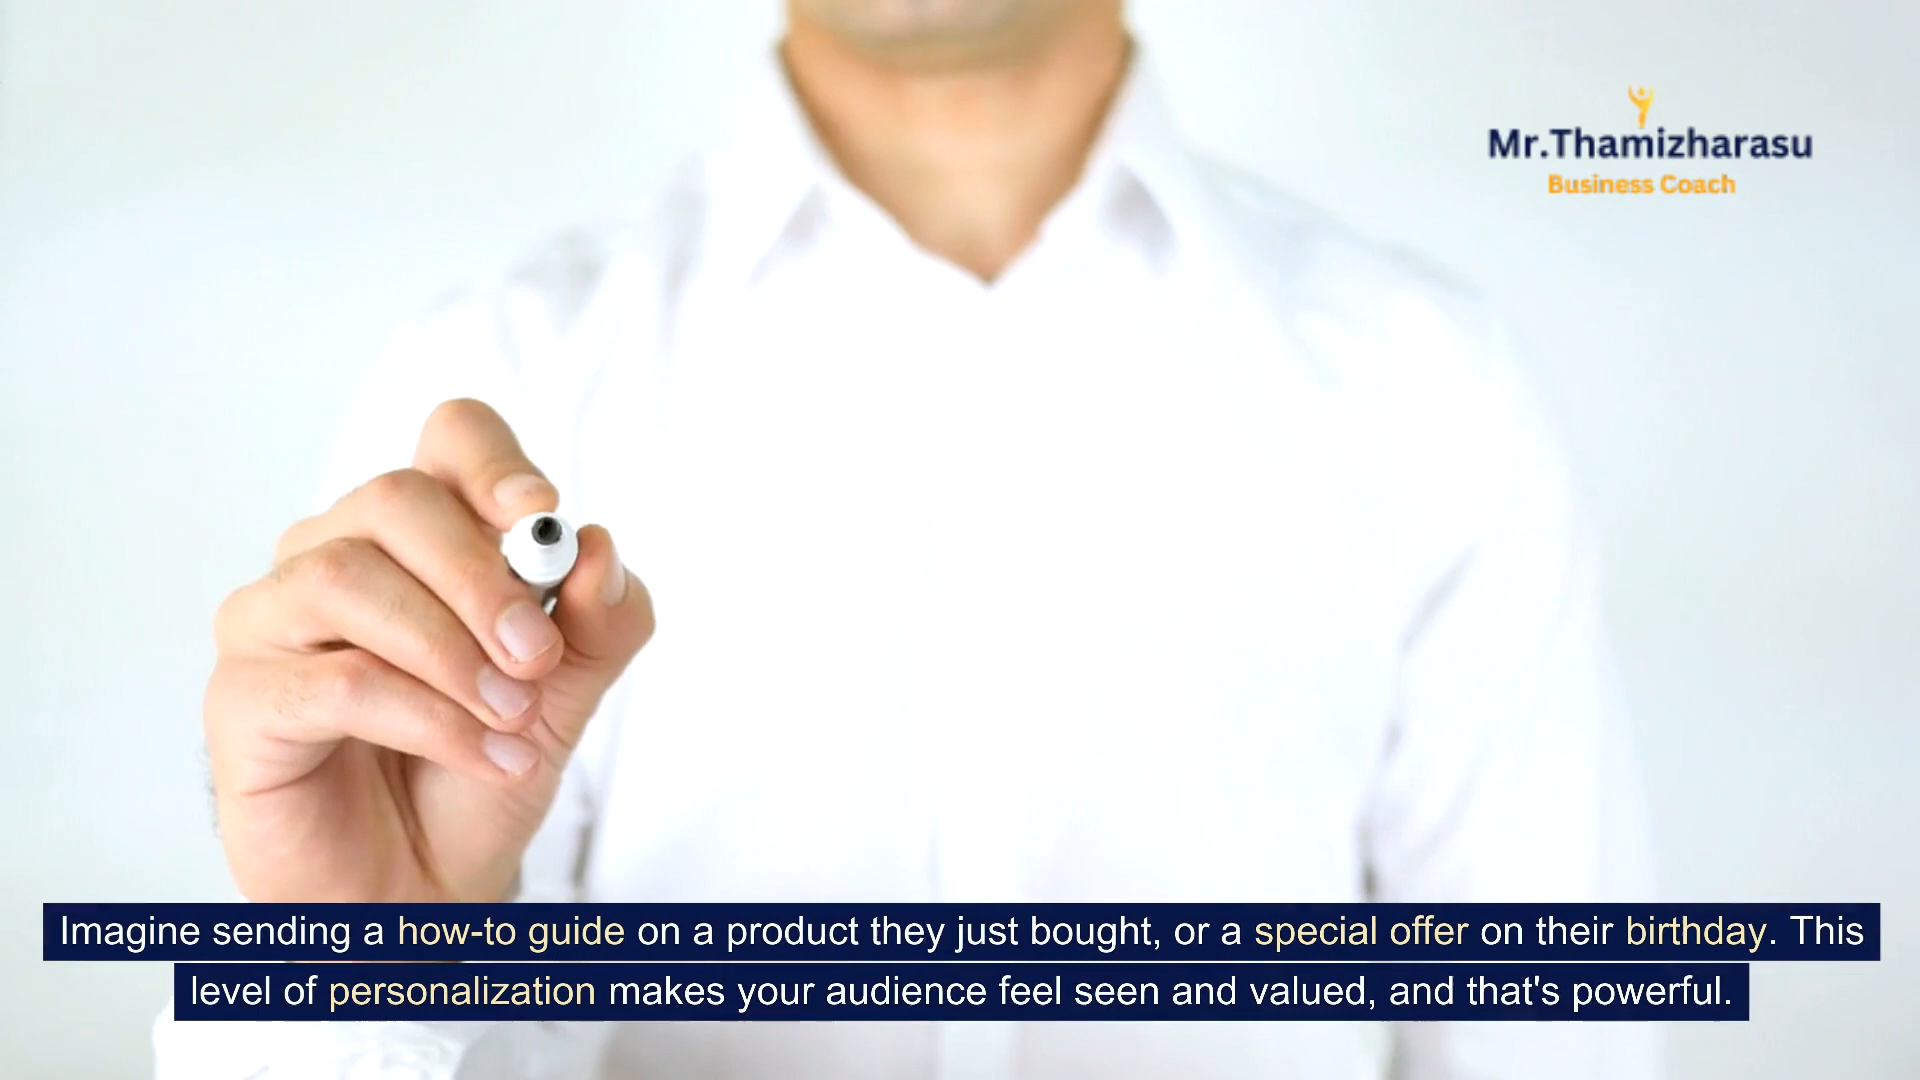 Mr.Thamizharasu
Business Coach
Imagine sending a how-to guide on a product they just bought, or a special offer on their birthday. This
level of personalization makes your audience feel seen and valued, and that's powerful.